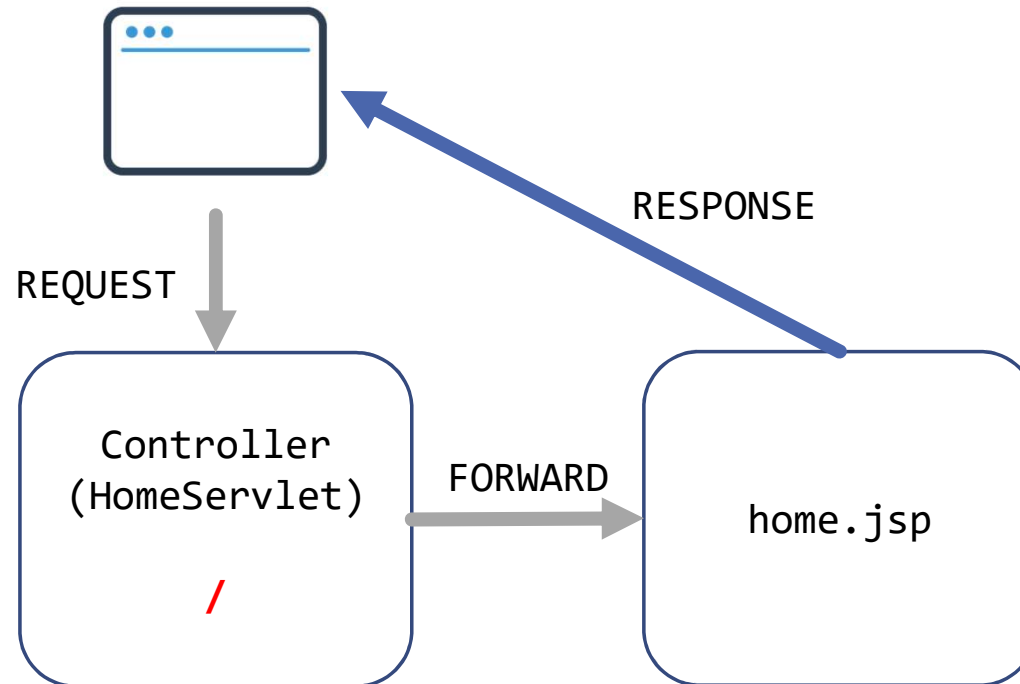 RESPONSE
REQUEST
Controller
(HomeServlet)
/
FORWARD
home.jsp